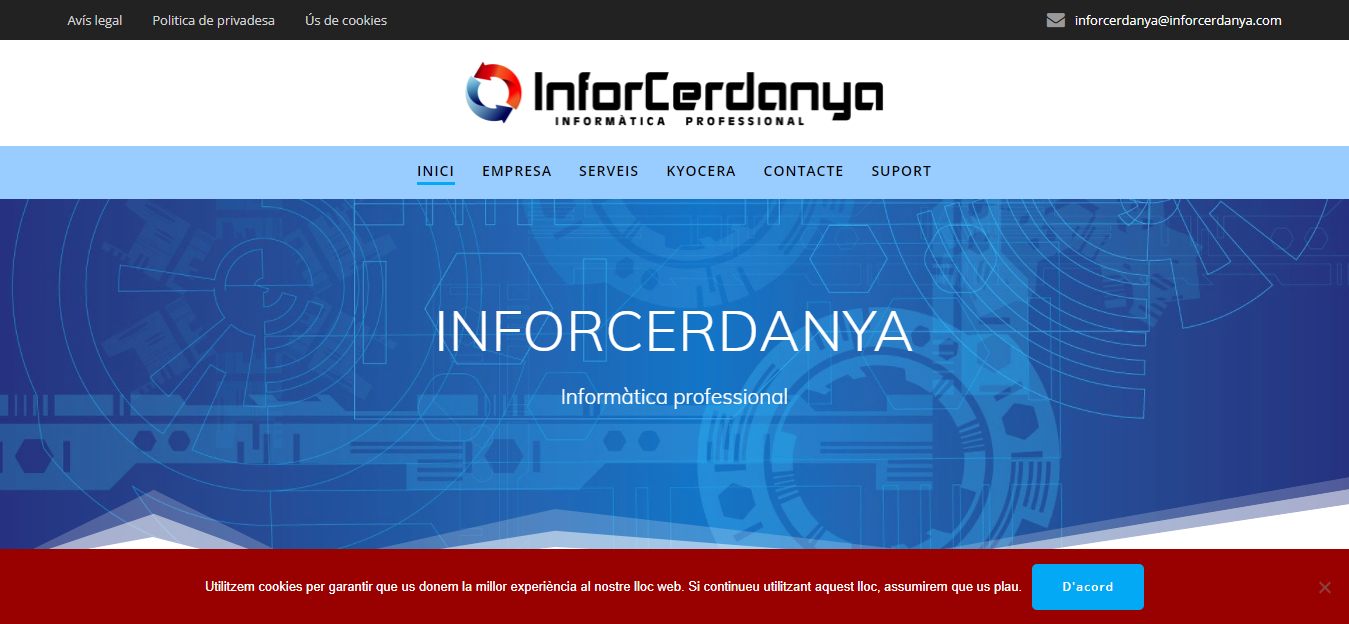 Avís legal
Politica de privadesa
Ús de cookies
inforcerdanya@inforcerdanya.com
InforCerdanya
INFORMÀTICA PROFESSIONAL
INICI
EMPRESA
SERVEIS
KYOCERA
CONTACTE
SUPORT
INFORCERDANYA
Informàtica professional
Utilitzem cookies per garantir que us donem la millor experiència al nostre lloc web. Si continueu utilitzant aquest lloc, assumirem que us plau.
D'acord